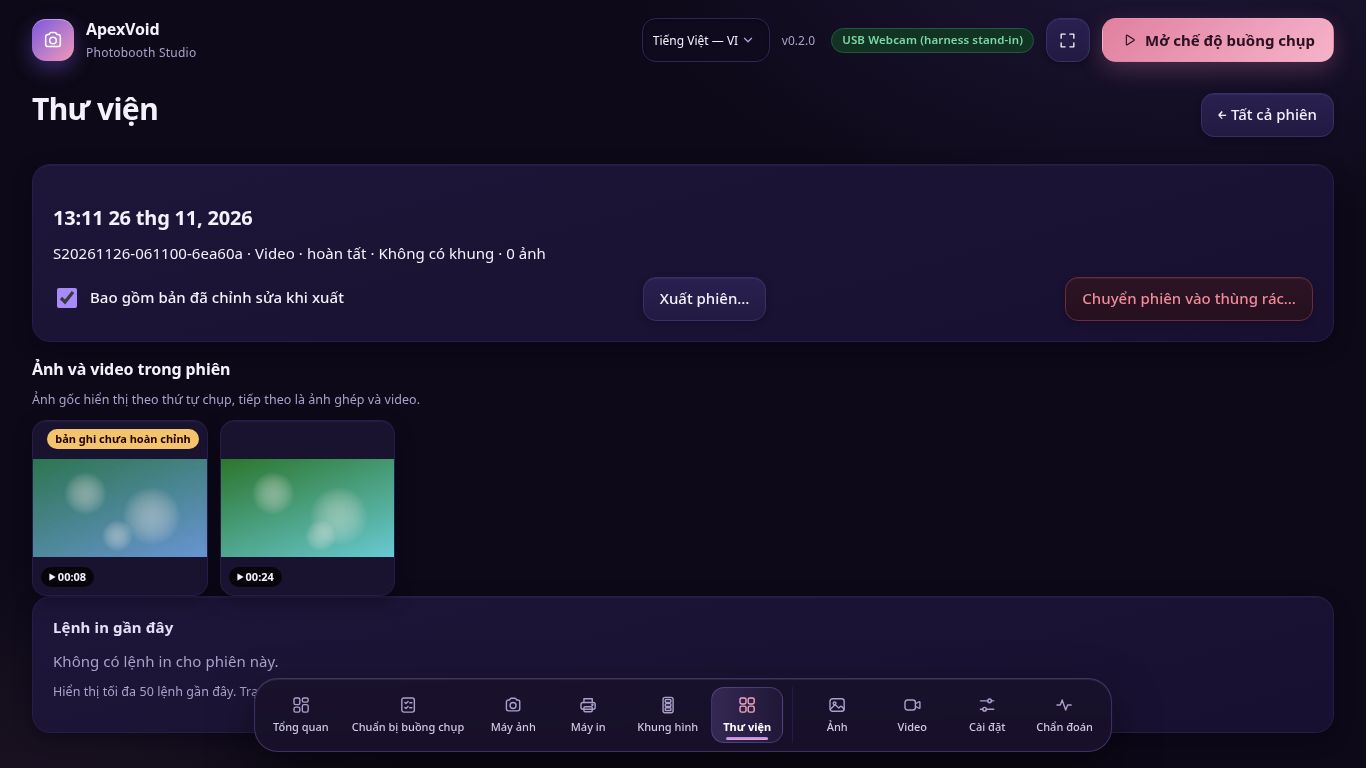 ApexVoid
Photobooth Studio
Tiếng Việt — VI
v0.2.0
USB Webcam (harness stand-in)
Mở chế độ buồng chụp
Thư viện
← Tất cả phiên
13:11 26 thg 11, 2026
S20261126-061100-6ea60a · Video · hoàn tất · Không có khung · 0 ảnh
Bao gồm bản đã chỉnh sửa khi xuất
Xuất phiên...
Chuyển phiên vào thùng rác...
Ảnh và video trong phiên
Ảnh gốc hiển thị theo thứ tự chụp, tiếp theo là ảnh ghép và video.
bản ghi chưa hoàn chỉnh
00:08
00:24
Lệnh in gần đây
Không có lệnh in cho phiên này.
Hiển thị tối đa 50 lệnh gần đây.
Tổng quan
Chuẩn bị buồng chụp
Máy ảnh
Máy in
Khung hình
Thư viện
Ảnh
Video
Cài đặt
Chẩn đoán